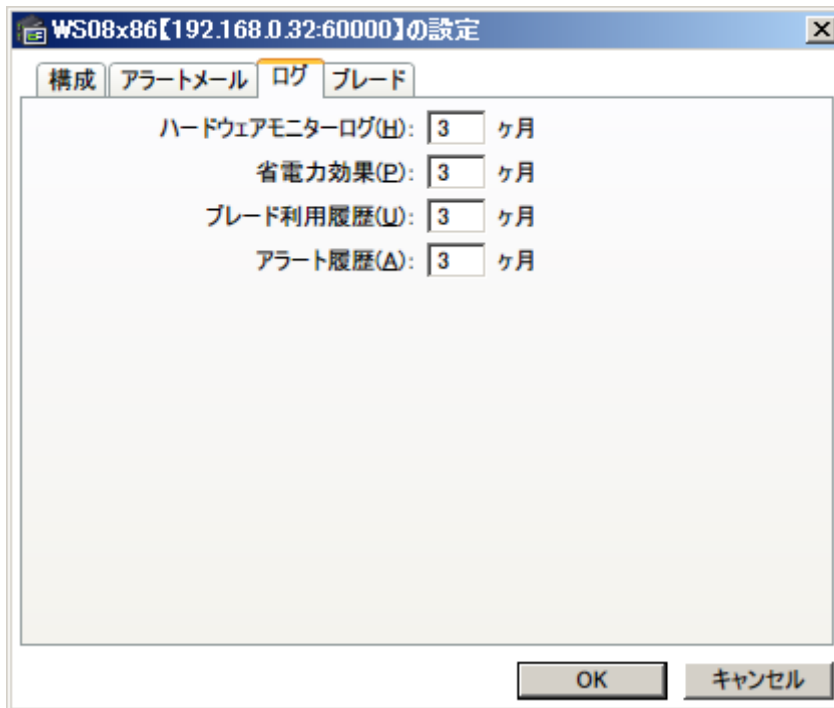 WS08x86【192.168.0.32:60000】の設定
構成 アラートメール ログ ブレード
ハードウェアモニターログ(H): 3 ヶ月
省電力効果(P): 3 ヶ月
ブレード利用履歴(U): 3 ヶ月
アラート履歴(A): 3 ヶ月
OK キャンセル